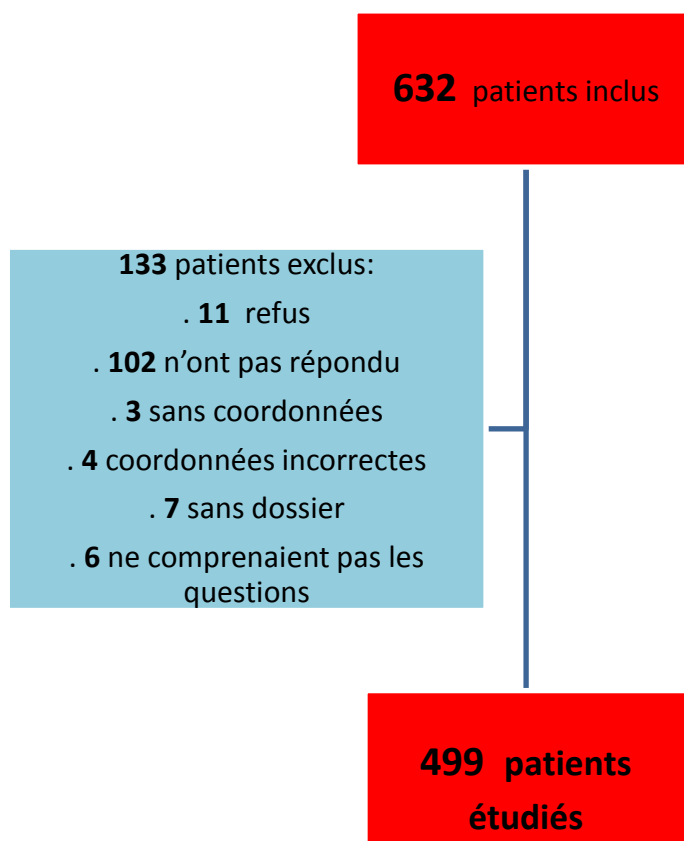 632 patients inclus
133 patients exclus:
. 11 refus
. 102 n'ont pas répondu
. 3 sans coordonnées
. 4 coordonnées incorrectes
. 7 sans dossier
. 6 ne comprenaient pas les
questions
499 patients
étudiés